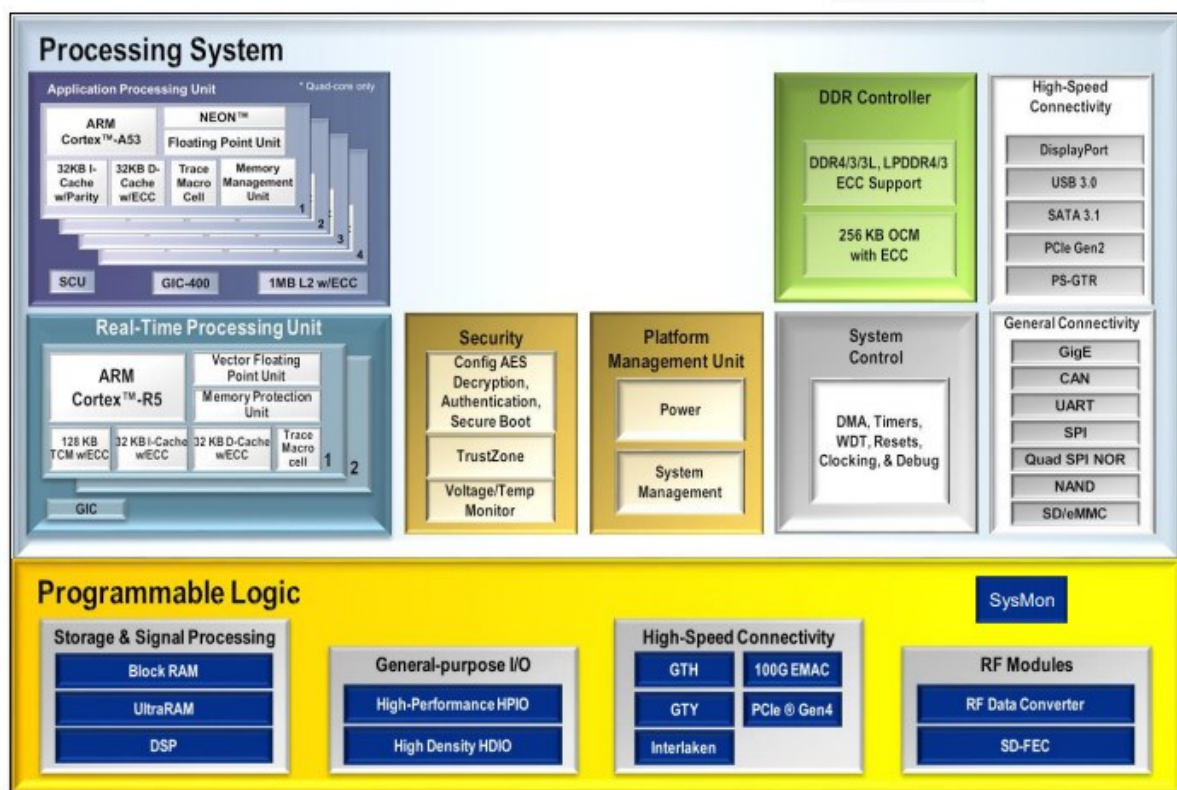 Processing System
Application Processing Unit
* Quad-core only
ARM
Cortex™-A53
NEON™
Floating Point Unit
32KB I-
Cache
w/Parity
32KB D-
Cache
w/ECC
Trace
Macro
Cell
Memory
Management
Unit
1
2
3
4
SCU
GIC-400
1MB L2 w/ECC
DDR Controller
DDR4/3/3L, LPDDR4/3
ECC Support
256 KB OCM
with ECC
High-Speed
Connectivity
DisplayPort
USB 3.0
SATA 3.1
PCIe Gen2
PS-GTR
Real-Time Processing Unit
ARM
Cortex™-R5
Vector Floating
Point Unit
Memory Protection
Unit
128 KB
TCM w/ECC
32 KB I-Cache
w/ECC
32 KB D-Cache
w/ECC
Trace
Macro
cell
1
2
GIC
Security
Config AES
Decryption,
Authentication,
Secure Boot
TrustZone
Voltage/Temp
Monitor
Platform
Management Unit
Power
System
Management
System
Control
DMA, Timers,
WDT, Resets,
Clocking, & Debug
General Connectivity
GigE
CAN
UART
SPI
Quad SPI NOR
NAND
SD/eMMC
Programmable Logic
SysMon
Storage & Signal Processing
Block RAM
UltraRAM
DSP
General-purpose I/O
High-Performance HPIO
High Density HDIO
High-Speed Connectivity
GTH
100G EMAC
GTY
PCIe ® Gen4
Interlaken
RF Modules
RF Data Converter
SD-FEC